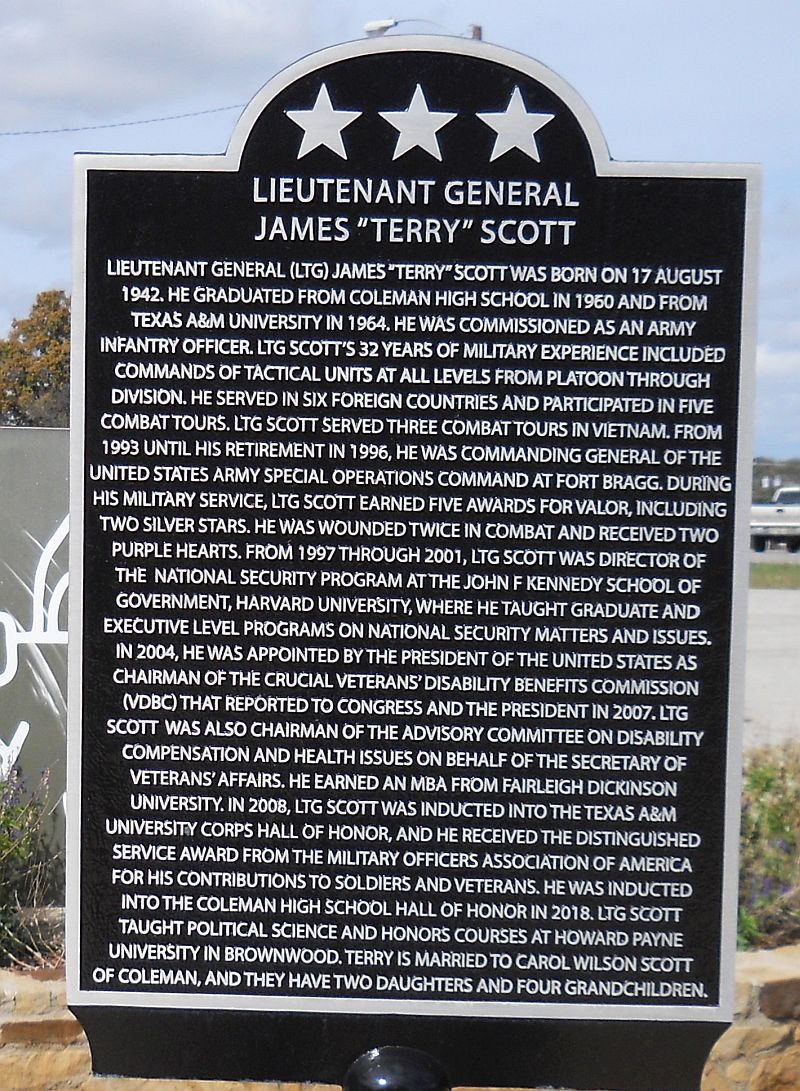 LIEUTENANT GENERAL
JAMES "TERRY" SCOTT
LIEUTENANT GENERAL (LTG) JAMES "TERRY" SCOTT WAS BORN ON 17 AUGUST
1942. HE GRADUATED FROM COLEMAN HIGH SCHOOL IN 1960 AND FROM
TEXAS A&M UNIVERSITY IN 1964. HE WAS COMMISSIONED AS AN ARMY
INFANTRY OFFICER. LTG SCOTT'S 32 YEARS OF MILITARY EXPERIENCE INCLUDED
COMMANDS OF TACTICAL UNITS AT ALL LEVELS FROM PLATOON THROUGH
DIVISION. HE SERVED IN SIX FOREIGN COUNTRIES AND PARTICIPATED IN FIVE
COMBAT TOURS. LTG SCOTT SERVED THREE COMBAT TOURS IN VIETNAM. FROM
1993 UNTIL HIS RETIREMENT IN 1996, HE WAS COMMANDING GENERAL OF THE
UNITED STATES ARMY SPECIAL OPERATIONS COMMAND AT FORT BRAGG. DURING
HIS MILITARY SERVICE, LTG SCOTT EARNED FIVE AWARDS FOR VALOR, INCLUDING
TWO SILVER STARS. HE WAS WOUNDED TWICE IN COMBAT AND RECEIVED TWO
PURPLE HEARTS. FROM 1997 THROUGH 2001, LTG SCOTT WAS DIRECTOR OF
THE NATIONAL SECURITY PROGRAM AT THE JOHN F KENNEDY SCHOOL OF
GOVERNMENT, HARVARD UNIVERSITY, WHERE HE TAUGHT GRADUATE AND
EXECUTIVE LEVEL PROGRAMS ON NATIONAL SECURITY MATTERS AND ISSUES.
IN 2004, HE WAS APPOINTED BY THE PRESIDENT OF THE UNITED STATES AS
CHAIRMAN OF THE CRUCIAL VETERANS' DISABILITY BENEFITS COMMISSION
(VDBC) THAT REPORTED TO CONGRESS AND THE PRESIDENT IN 2007. LTG
SCOTT WAS ALSO CHAIRMAN OF THE ADVISORY COMMITTEE ON DISABILITY
COMPENSATION AND HEALTH ISSUES ON BEHALF OF THE SECRETARY OF
VETERANS' AFFAIRS. HE EARNED AN MBA FROM FAIRLEIGH DICKINSON
UNIVERSITY. IN 2008, LTG SCOTT WAS INDUCTED INTO THE TEXAS A&M
UNIVERSITY CORPS HALL OF HONOR, AND HE RECEIVED THE DISTINGUISHED
SERVICE AWARD FROM THE MILITARY OFFICERS ASSOCIATION OF AMERICA
FOR HIS CONTRIBUTIONS TO SOLDIERS AND VETERANS. HE WAS INDUCTED
INTO THE COLEMAN HIGH SCHOOL HALL OF HONOR IN 2018. LTG SCOTT
TAUGHT POLITICAL SCIENCE AND HONORS COURSES AT HOWARD PAYNE
UNIVERSITY IN BROWNWOOD. TERRY IS MARRIED TO CAROL WILSON SCOTT
OF COLEMAN, AND THEY HAVE TWO DAUGHTERS AND FOUR GRANDCHILDREN.